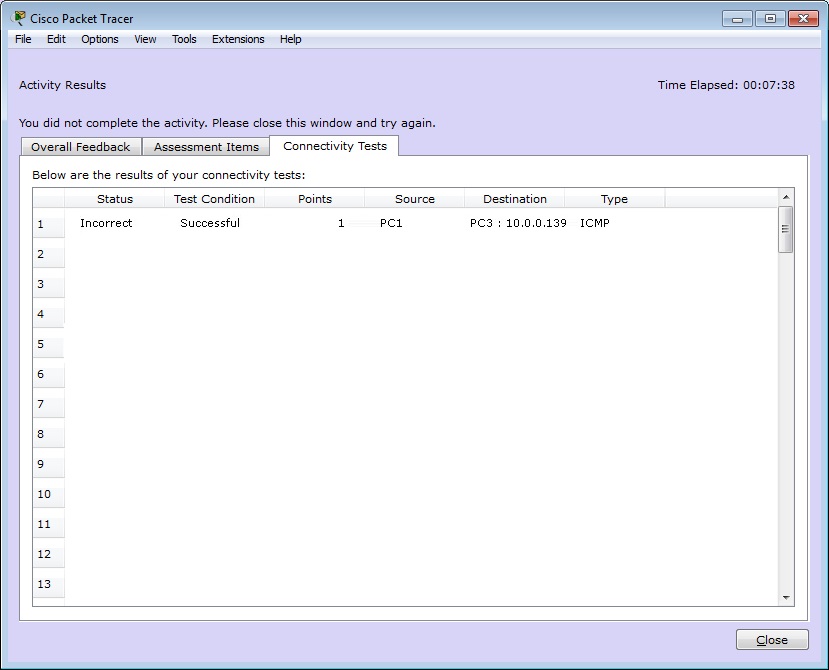 Cisco Packet Tracer
File Edit Options View Tools Extensions Help
Activity Results Time Elapsed: 00:07:38
You did not complete the activity. Please close this window and try again.
Overall Feedback Assessment Items Connectivity Tests
Below are the results of your connectivity tests:
Status Test Condition Points Source Destination Type
1 Incorrect Successful 1 PC1 PC3 : 10.0.0.139 ICMP
2
3
4
5
6
7
8
9
10
11
12
13
Close